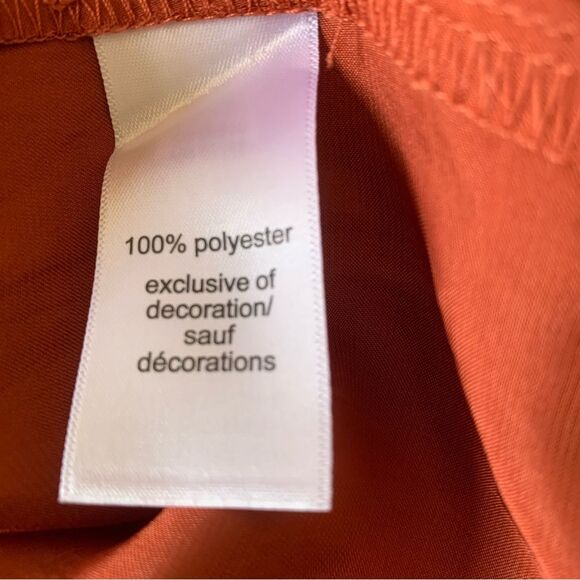 100% polyester
exclusive of
decoration/
sauf
décorations